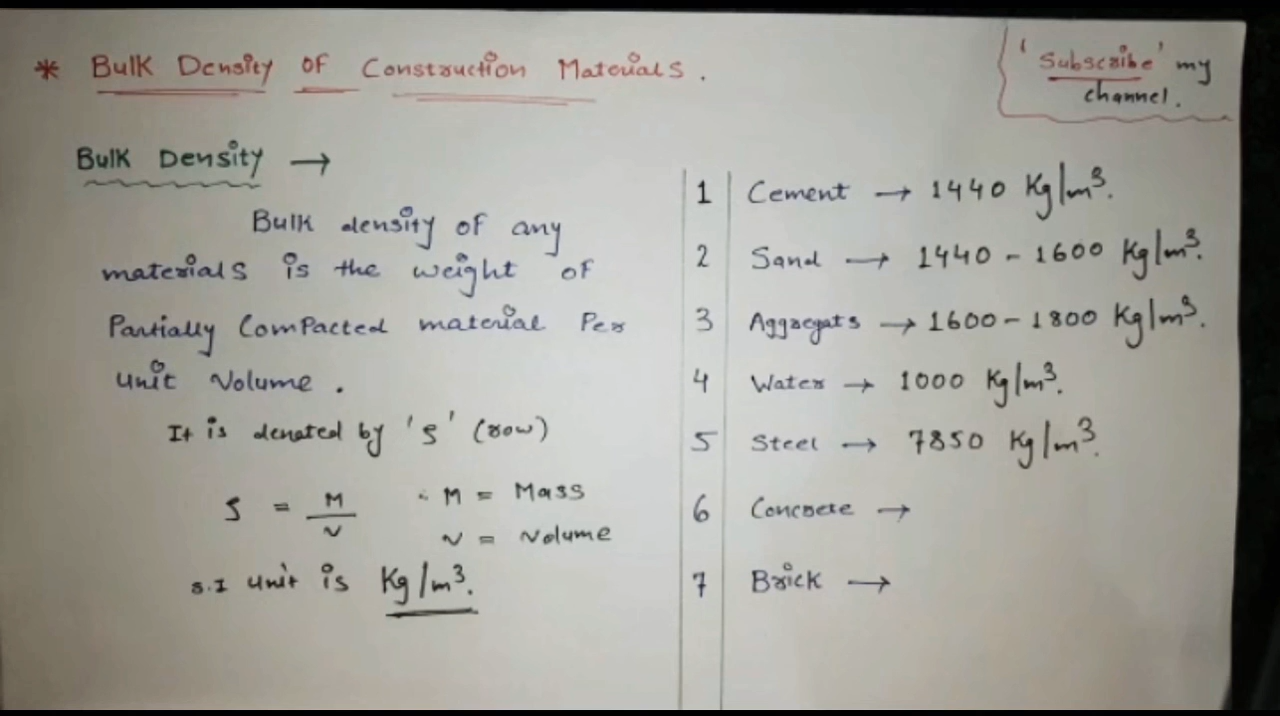 * Bulk Density of Construction Materials.
'Subscribe' my
channel.
Bulk Density →
Bulk density of any
materials is the weight of
Partially Compacted material Per
unit Volume.
It is denoted by 'ρ' (row)
ρ = M/V ∴ M = Mass
V = Volume
S.I unit is Kg/m³.
1 Cement → 1440 Kg/m³.
2 Sand → 1440 - 1600 Kg/m³.
3 Aggregats → 1600 - 1800 Kg/m³.
4 Water → 1000 Kg/m³.
5 Steel → 7850 Kg/m³.
6 Concrete →
7 Brick →